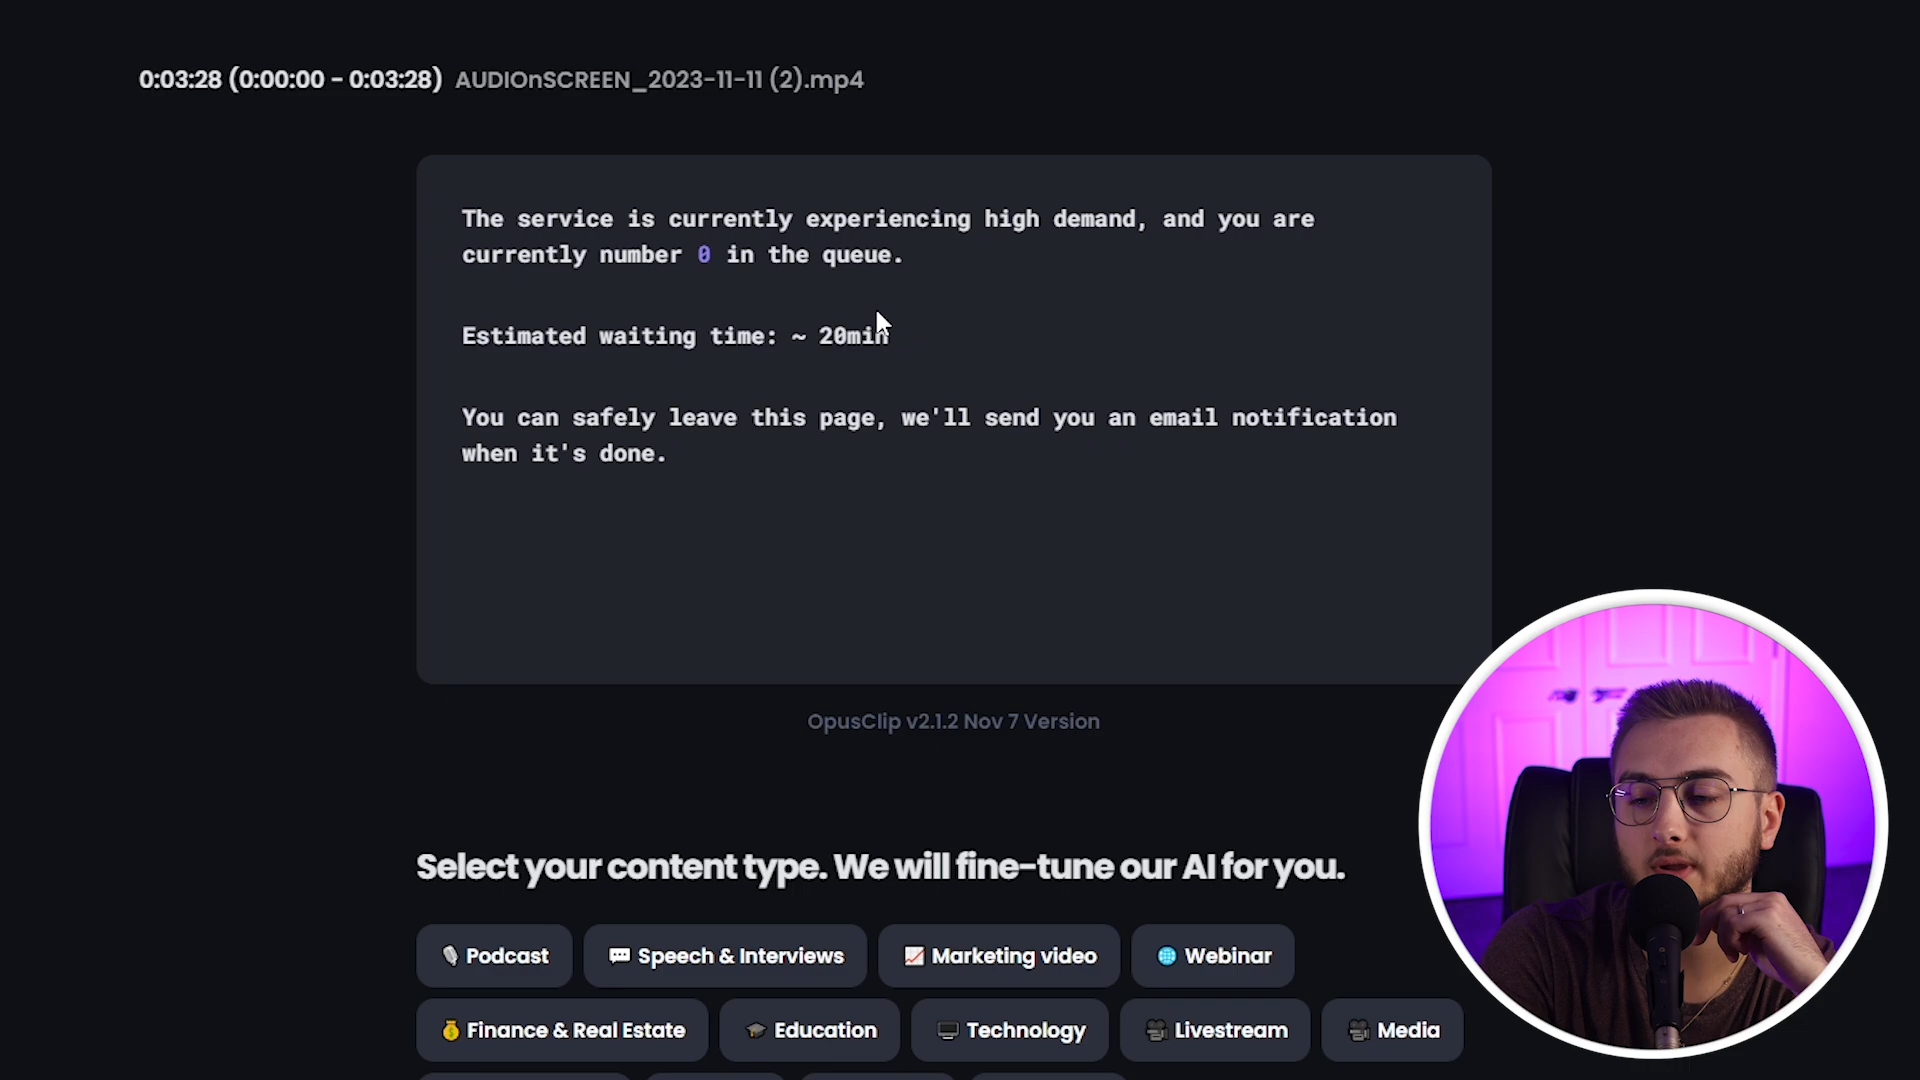 0:03:28 (0:00:00 - 0:03:28) AUDIOnSCREEN_2023-11-11 (2).mp4
The service is currently experiencing high demand, and you are
currently number 0 in the queue.
Estimated waiting time: ~ 20min
You can safely leave this page, we'll send you an email notification
when it's done.
OpusClip v2.1.2 Nov 7 Version
Select your content type. We will fine-tune our AI for you.
Podcast Speech & Interviews Marketing video Webinar
Finance & Real Estate Education Technology Livestream Media